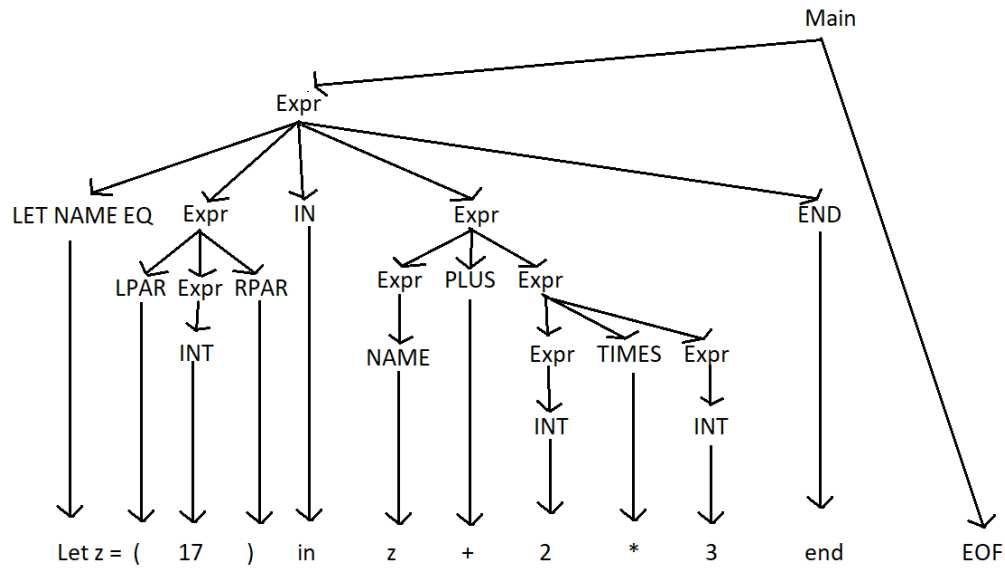 Main
Expr
LET NAME EQ Expr IN Expr END
LPAR Expr RPAR Expr PLUS Expr
INT NAME Expr TIMES Expr
INT INT
Let z = ( 17 ) in z + 2 * 3 end EOF